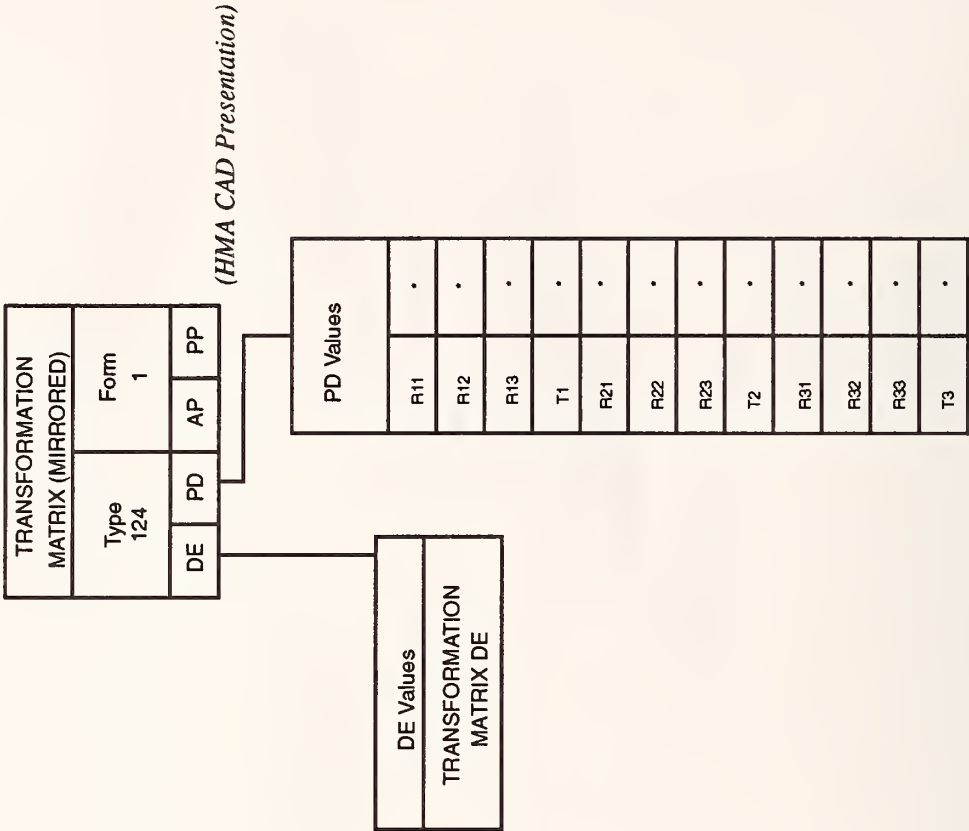 TRANSFORMATION
MATRIX (MIRRORED)
Type
124
Form
1
DE PD AP PP
(HMA CAD Presentation)
DE Values
TRANSFORMATION
MATRIX DE
PD Values
R11 •
R12 •
R13 •
T1 •
R21 •
R22 •
R23 •
T2 •
R31 •
R32 •
R33 •
T3 •